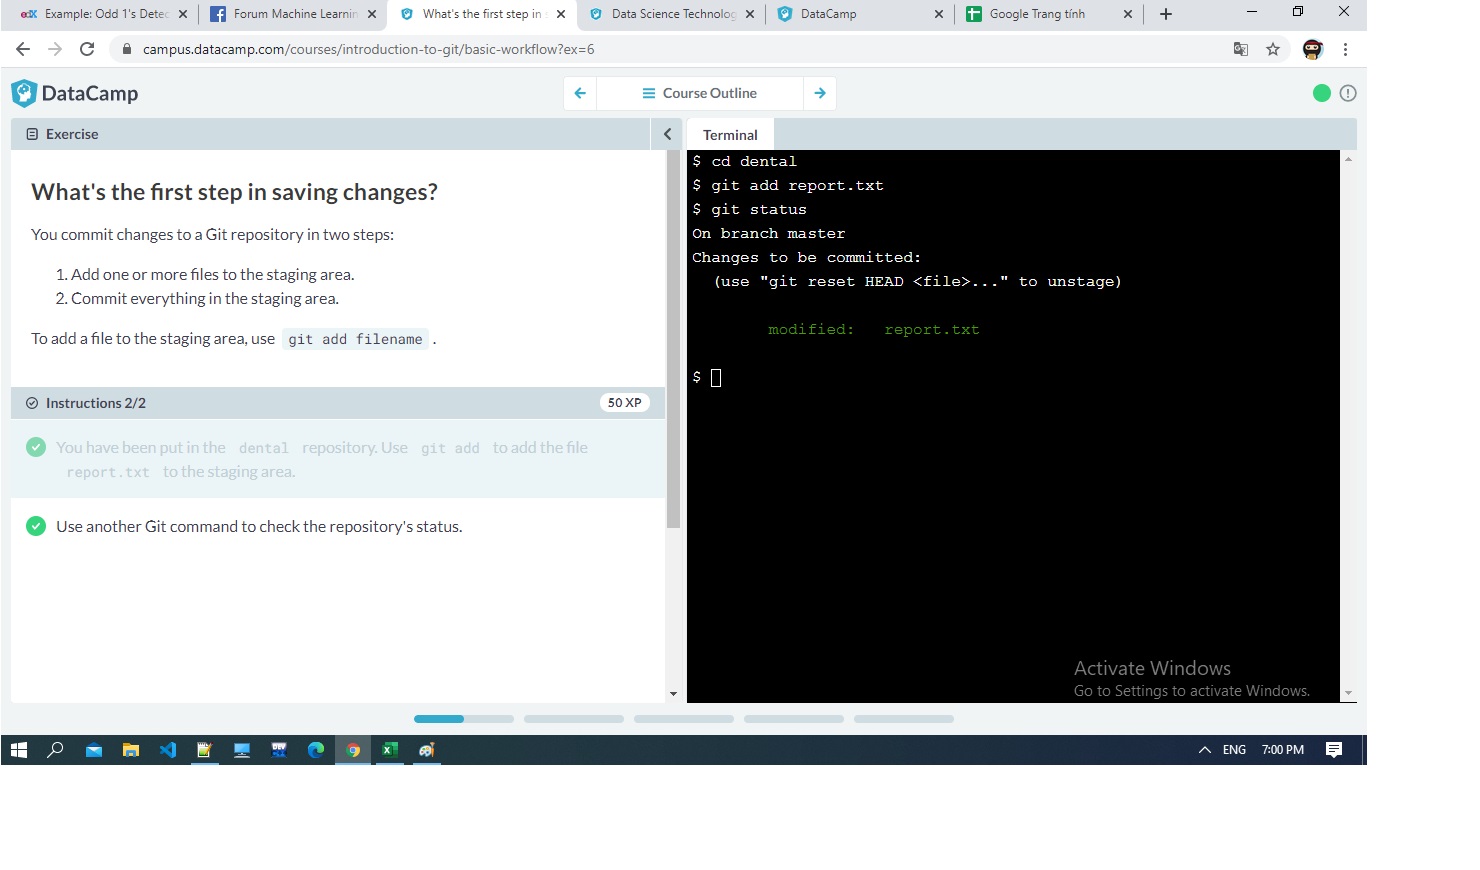 Example: Odd 1's Detec
Forum Machine Learnin
What's the first step in s
Data Science Technolog
DataCamp
Google Trang tính
campus.datacamp.com/courses/introduction-to-git/basic-workflow?ex=6
DataCamp
Course Outline
Exercise
What's the first step in saving changes?
You commit changes to a Git repository in two steps:
1. Add one or more files to the staging area.
2. Commit everything in the staging area.
To add a file to the staging area, use git add filename .
Instructions 2/2
50 XP
You have been put in the dental repository. Use git add to add the file
report.txt to the staging area.
Use another Git command to check the repository's status.
Terminal
$ cd dental
$ git add report.txt
$ git status
On branch master
Changes to be committed:
(use "git reset HEAD <file>..." to unstage)
modified: report.txt
$
Activate Windows
Go to Settings to activate Windows.
ENG
7:00 PM